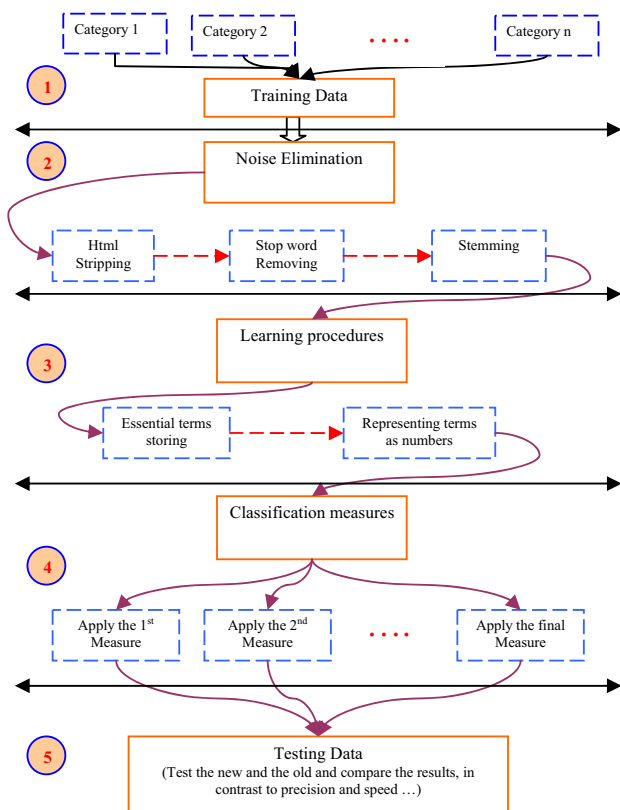 Category 1
Category 2
. . . .
Category n
1
Training Data
2
Noise Elimination
Html
Stripping
Stop word
Removing
Stemming
Learning procedures
3
Essential terms
storing
Representing terms
as numbers
Classification measures
4
Apply the 1st
Measure
Apply the 2nd
Measure
. . . .
Apply the final
Measure
5
Testing Data
(Test the new and the old and compare the results, in
contrast to precision and speed …)